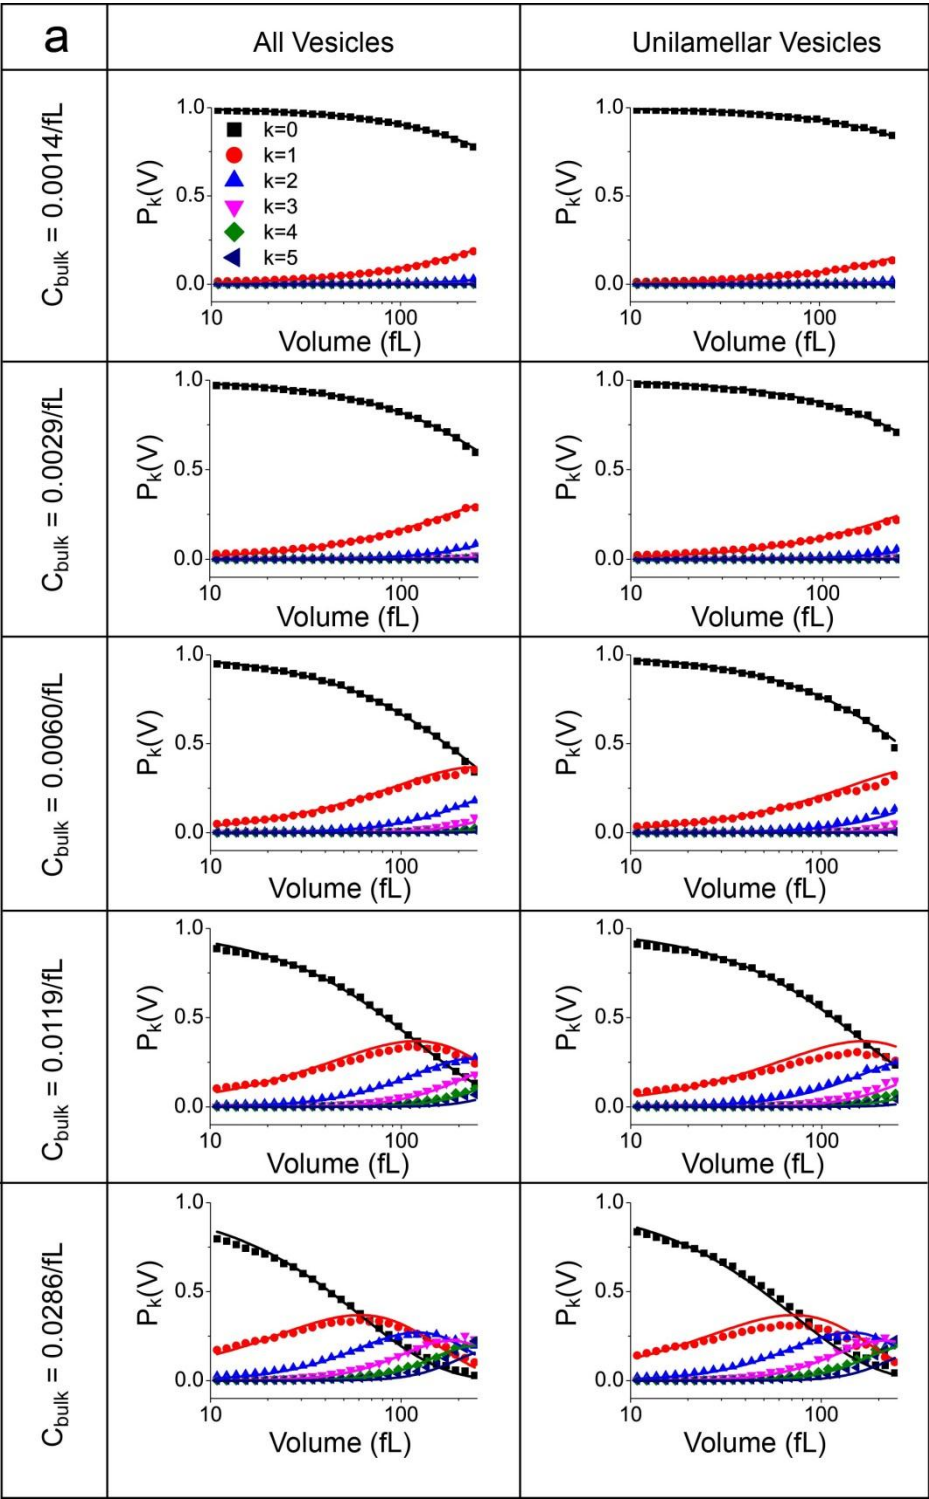 a
All Vesicles
Unilamellar Vesicles
C_bulk = 0.0014/fL
P_k(V)
1.0
0.5
0.0
k=0
k=1
k=2
k=3
k=4
k=5
10
100
Volume (fL)
P_k(V)
1.0
0.5
0.0
10
100
Volume (fL)
C_bulk = 0.0029/fL
P_k(V)
1.0
0.5
0.0
10
100
Volume (fL)
P_k(V)
1.0
0.5
0.0
10
100
Volume (fL)
C_bulk = 0.0060/fL
P_k(V)
1.0
0.5
0.0
10
100
Volume (fL)
P_k(V)
1.0
0.5
0.0
10
100
Volume (fL)
C_bulk = 0.0119/fL
P_k(V)
1.0
0.5
0.0
10
100
Volume (fL)
P_k(V)
1.0
0.5
0.0
10
100
Volume (fL)
C_bulk = 0.0286/fL
P_k(V)
1.0
0.5
0.0
10
100
Volume (fL)
P_k(V)
1.0
0.5
0.0
10
100
Volume (fL)